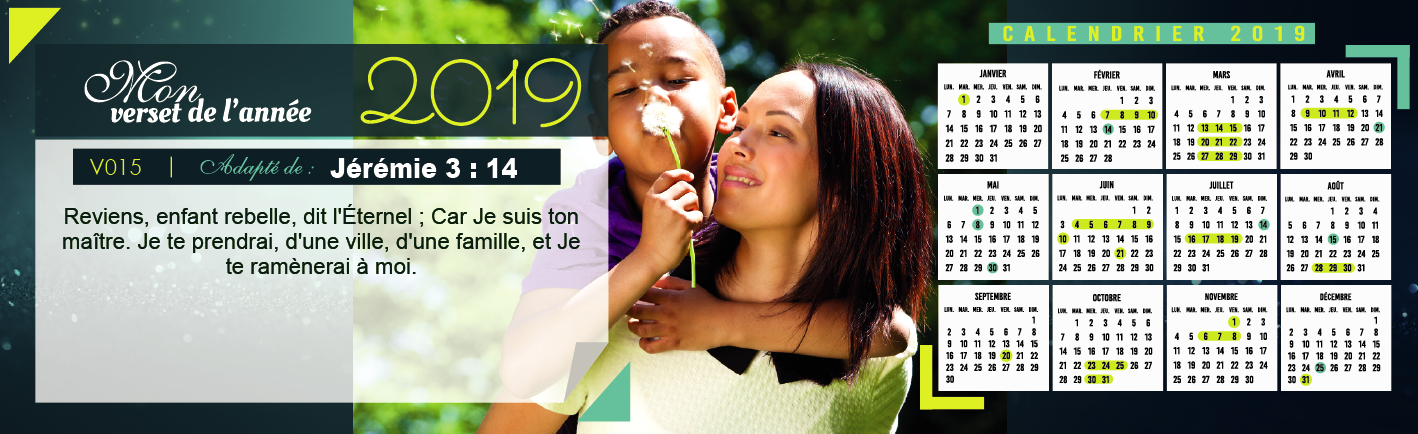 Mon
verset de l'année
2019
V015 | Adapté de : Jérémie 3 : 14
Reviens, enfant rebelle, dit l'Éternel ; Car Je suis ton
maître. Je te prendrai, d'une ville, d'une famille, et Je
te ramènerai à moi.
CALENDRIER 2019
JANVIER
LUN. MAR. MER. JEU. VEN. SAM. DIM.
1 2 3 4 5 6
7 8 9 10 11 12 13
14 15 16 17 18 19 20
21 22 23 24 25 26 27
28 29 30 31
FÉVRIER
LUN. MAR. MER. JEU. VEN. SAM. DIM.
1 2 3
4 5 6 7 8 9 10
11 12 13 14 15 16 17
18 19 20 21 22 23 24
25 26 27 28
MARS
LUN. MAR. MER. JEU. VEN. SAM. DIM.
1 2 3
4 5 6 7 8 9 10
11 12 13 14 15 16 17
18 19 20 21 22 23 24
25 26 27 28 29 30 31
AVRIL
LUN. MAR. MER. JEU. VEN. SAM. DIM.
1 2 3 4 5 6 7
8 9 10 11 12 13 14
15 16 17 18 19 20 21
22 23 24 25 26 27 28
29 30
MAI
LUN. MAR. MER. JEU. VEN. SAM. DIM.
1 2 3 4 5
6 7 8 9 10 11 12
13 14 15 16 17 18 19
20 21 22 23 24 25 26
27 28 29 30 31
JUIN
LUN. MAR. MER. JEU. VEN. SAM. DIM.
1 2
3 4 5 6 7 8 9
10 11 12 13 14 15 16
17 18 19 20 21 22 23
24 25 26 27 28 29 30
JUILLET
LUN. MAR. MER. JEU. VEN. SAM. DIM.
1 2 3 4 5 6 7
8 9 10 11 12 13 14
15 16 17 18 19 20 21
22 23 24 25 26 27 28
29 30 31
AOÛT
LUN. MAR. MER. JEU. VEN. SAM. DIM.
1 2 3 4
5 6 7 8 9 10 11
12 13 14 15 16 17 18
19 20 21 22 23 24 25
26 27 28 29 30 31
SEPTEMBRE
LUN. MAR. MER. JEU. VEN. SAM. DIM.
1
2 3 4 5 6 7 8
9 10 11 12 13 14 15
16 17 18 19 20 21 22
23 24 25 26 27 28 29
30
OCTOBRE
LUN. MAR. MER. JEU. VEN. SAM. DIM.
1 2 3 4 5 6
7 8 9 10 11 12 13
14 15 16 17 18 19 20
21 22 23 24 25 26 27
28 29 30 31
NOVEMBRE
LUN. MAR. MER. JEU. VEN. SAM. DIM.
1 2 3
4 5 6 7 8 9 10
11 12 13 14 15 16 17
18 19 20 21 22 23 24
25 26 27 28 29 30
DÉCEMBRE
LUN. MAR. MER. JEU. VEN. SAM. DIM.
1
2 3 4 5 6 7 8
9 10 11 12 13 14 15
16 17 18 19 20 21 22
23 24 25 26 27 28 29
30 31